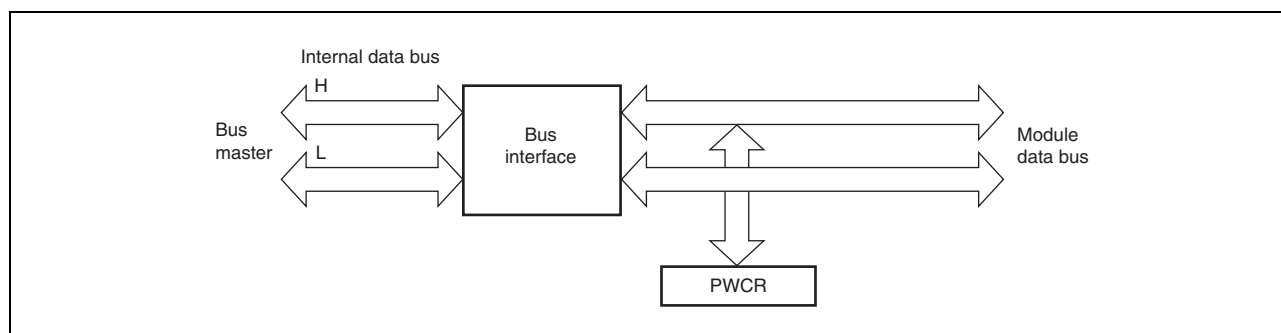 Internal data bus
H
Bus
master
L
Bus
interface
Module
data bus
PWCR